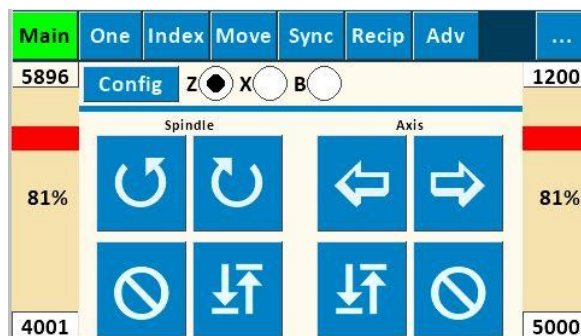 Main One Index Move Sync Recip Adv ...
5896 Config Z X B 1200
Spindle Axis
81% 81%
4001 5000